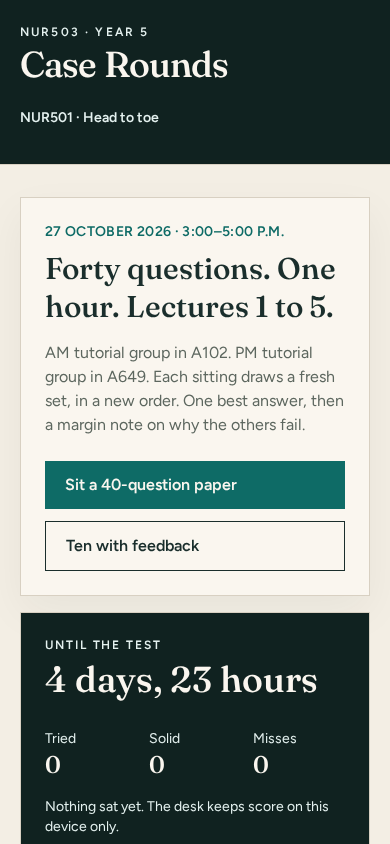 NUR503 · YEAR 5
Case Rounds
NUR501 · Head to toe
27 OCTOBER 2026 · 3:00–5:00 P.M.
Forty questions. One
hour. Lectures 1 to 5.
AM tutorial group in A102. PM tutorial
group in A649. Each sitting draws a fresh
set, in a new order. One best answer, then
a margin note on why the others fail.
Sit a 40-question paper
Ten with feedback
UNTIL THE TEST
4 days, 23 hours
Tried Solid Misses
0 0 0
Nothing sat yet. The desk keeps score on this
device only.